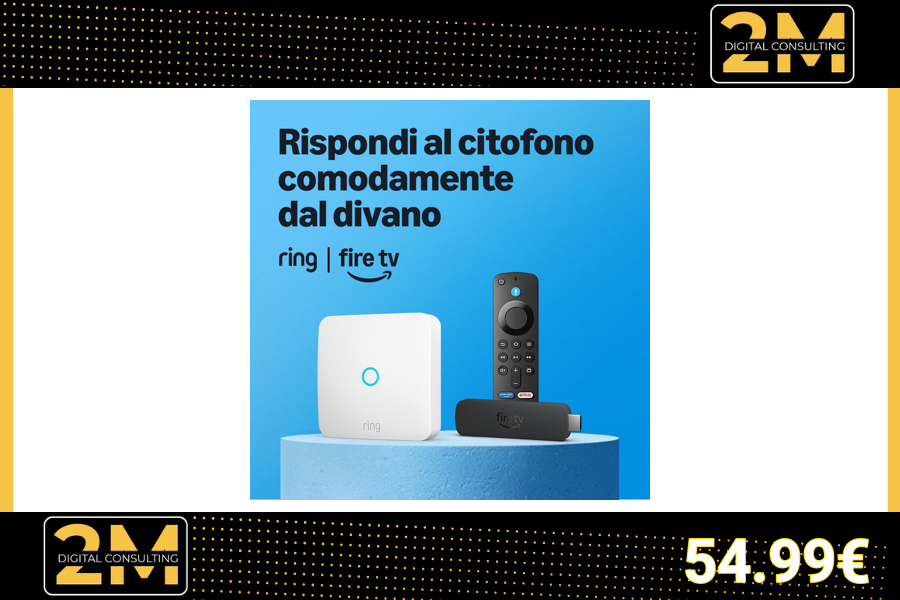 2M
DIGITAL CONSULTING
Rispondi al citofono
comodamente
dal divano
ring | fire tv
ring
fire tv
2M
DIGITAL CONSULTING
54.99€